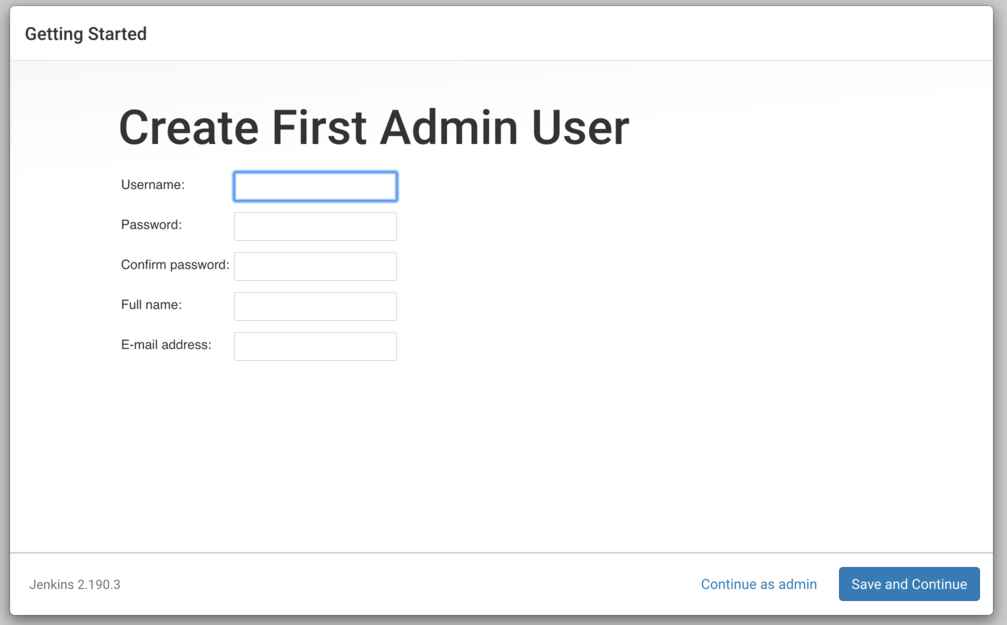 Getting Started
Create First Admin User
Username:
Password:
Confirm password:
Full name:
E-mail address:
Jenkins 2.190.3
Continue as admin
Save and Continue